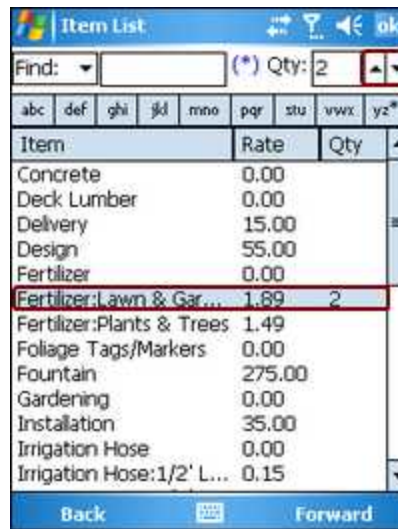 Item List ok
Find: (*) Qty: 2
abc def ghi jkl mno pqr stu vwx yz*
Item Rate Qty
Concrete 0.00
Deck Lumber 0.00
Delivery 15.00
Design 55.00
Fertilizer 0.00
Fertilizer:Lawn & Gar... 1.89 2
Fertilizer:Plants & Trees 1.49
Foliage Tags/Markers 0.00
Fountain 275.00
Gardening 0.00
Installation 35.00
Irrigation Hose 0.00
Irrigation Hose:1/2' L... 0.15
Back Forward